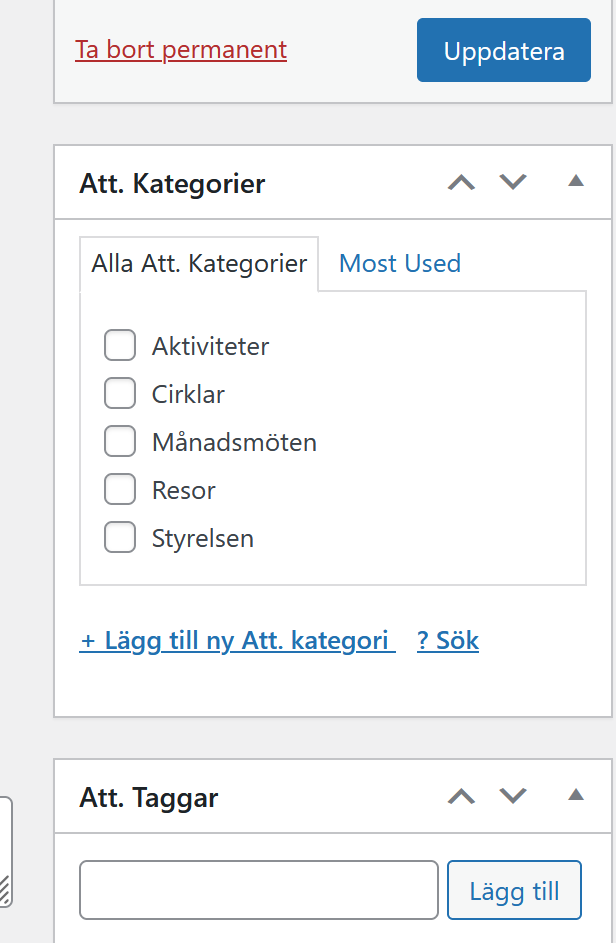 Ta bort permanent
Uppdatera
Att. Kategorier
Alla Att. Kategorier
Most Used
Aktiviteter
Cirklar
Månadsmöten
Resor
Styrelsen
+ Lägg till ny Att. kategori
? Sök
Att. Taggar
Lägg till